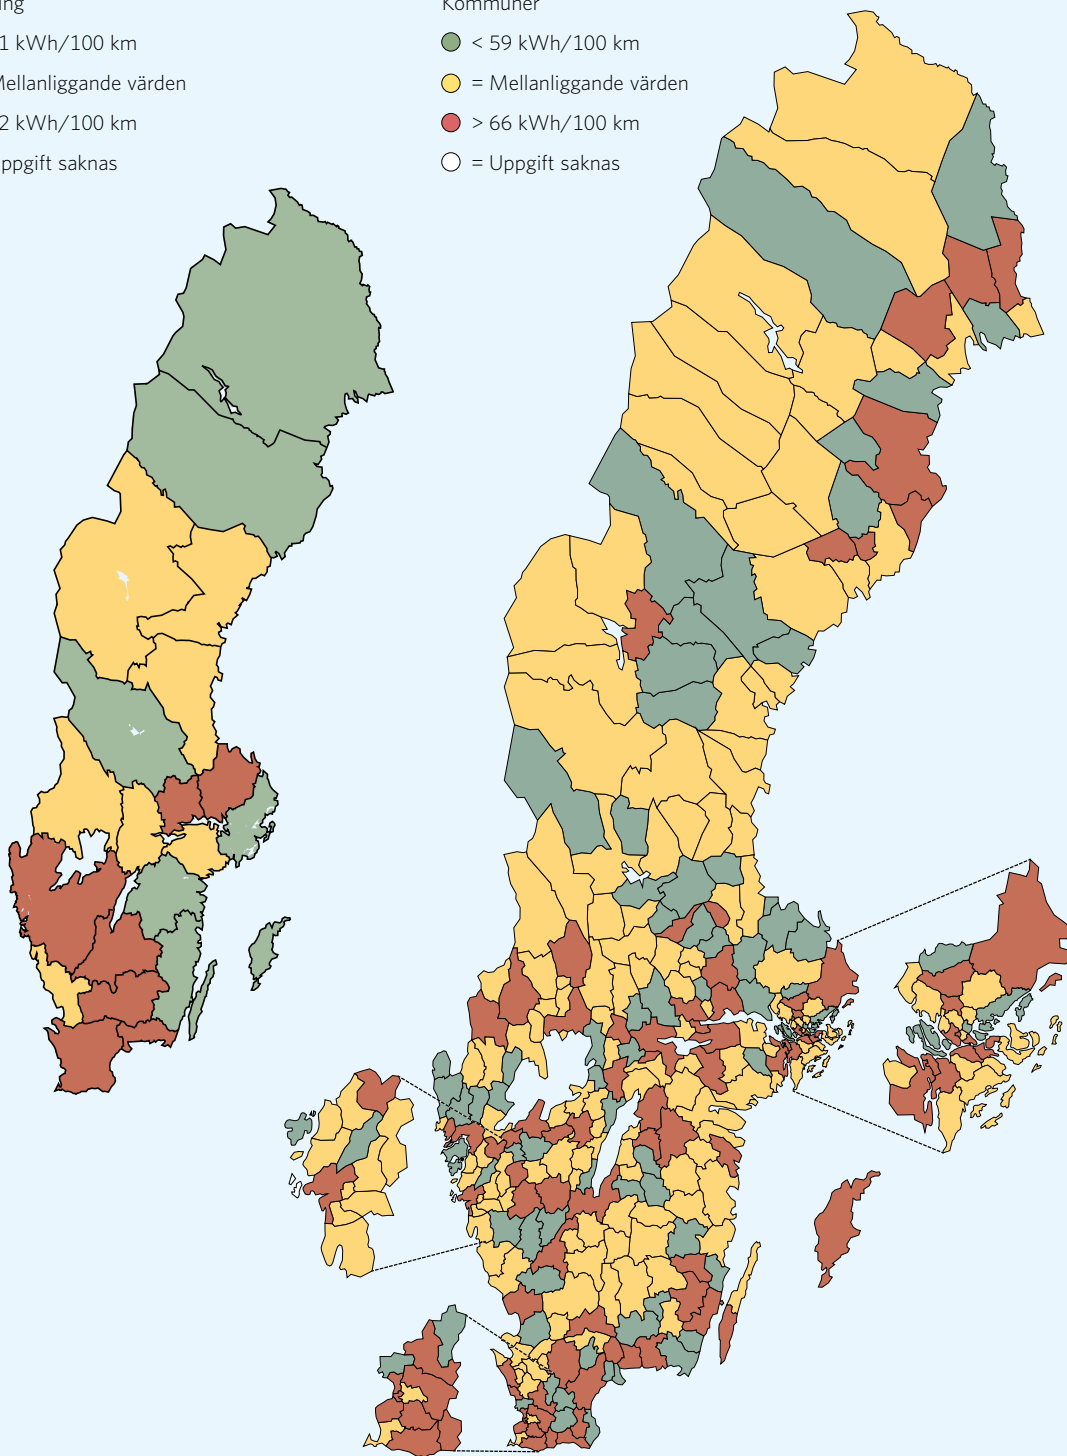 Kommuner
1 kWh/100 km
Mellanliggande värden
2 kWh/100 km
ppgift saknas
< 59 kWh/100 km
= Mellanliggande värden
> 66 kWh/100 km
= Uppgift saknas